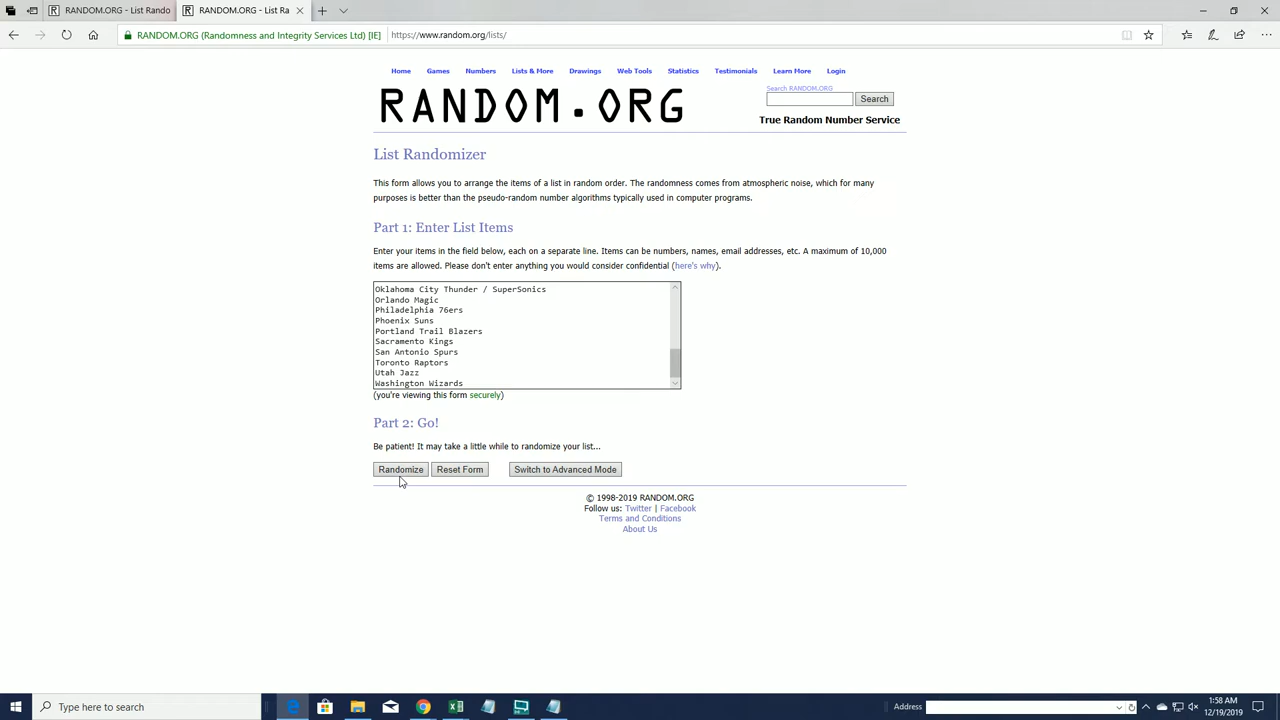 RANDOM.ORG - List Rando
RANDOM.ORG - List Ra
RANDOM.ORG (Randomness and Integrity Services Ltd) [IE]
https://www.random.org/lists/
Home Games Numbers Lists & More Drawings Web Tools Statistics Testimonials Learn More Login
RANDOM.ORG
Search RANDOM.ORG
Search
True Random Number Service
List Randomizer
This form allows you to arrange the items of a list in random order. The randomness comes from atmospheric noise, which for many
purposes is better than the pseudo-random number algorithms typically used in computer programs.
Part 1: Enter List Items
Enter your items in the field below, each on a separate line. Items can be numbers, names, email addresses, etc. A maximum of 10,000
items are allowed. Please don't enter anything you would consider confidential (here's why).
Oklahoma City Thunder / SuperSonics
Orlando Magic
Philadelphia 76ers
Phoenix Suns
Portland Trail Blazers
Sacramento Kings
San Antonio Spurs
Toronto Raptors
Utah Jazz
Washington Wizards
(you're viewing this form securely)
Part 2: Go!
Be patient! It may take a little while to randomize your list...
Randomize Reset Form Switch to Advanced Mode
© 1998-2019 RANDOM.ORG
Follow us: Twitter | Facebook
Terms and Conditions
About Us
Type here to search
Address
1:58 AM
12/19/2019